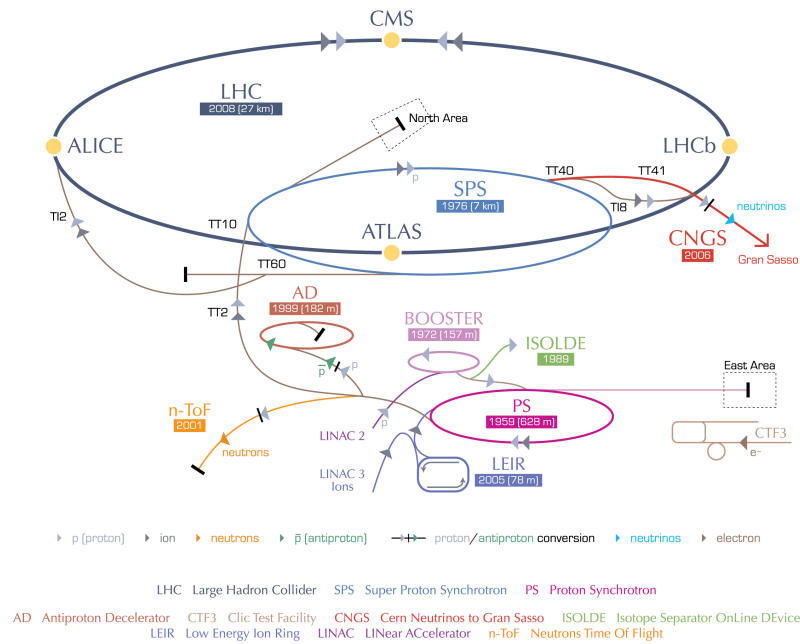 CMS
LHC
2008 (27 km)
North Area
ALICE
LHCb
TT40
TT41
SPS
1976 (7 km)
TI2
TT10
TI8
neutrinos
ATLAS
CNGS
2006
Gran Sasso
p
TT60
AD
1999 (182 m)
TT2
BOOSTER
1972 (157 m)
ISOLDE
1989
p̅
p
East Area
n-ToF
2001
PS
1959 (628 m)
p
LINAC 2
neutrons
CTF3
e-
LEIR
2005 (78 m)
LINAC 3
Ions
p (proton)
ion
neutrons
p̅ (antiproton)
proton/antiproton conversion
neutrinos
electron
LHC Large Hadron Collider SPS Super Proton Synchrotron PS Proton Synchrotron
AD Antiproton Decelerator CTF3 Clic Test Facility CNGS Cern Neutrinos to Gran Sasso ISOLDE Isotope Separator OnLine DEvice
LEIR Low Energy Ion Ring LINAC LINear ACcelerator n-ToF Neutrons Time Of Flight